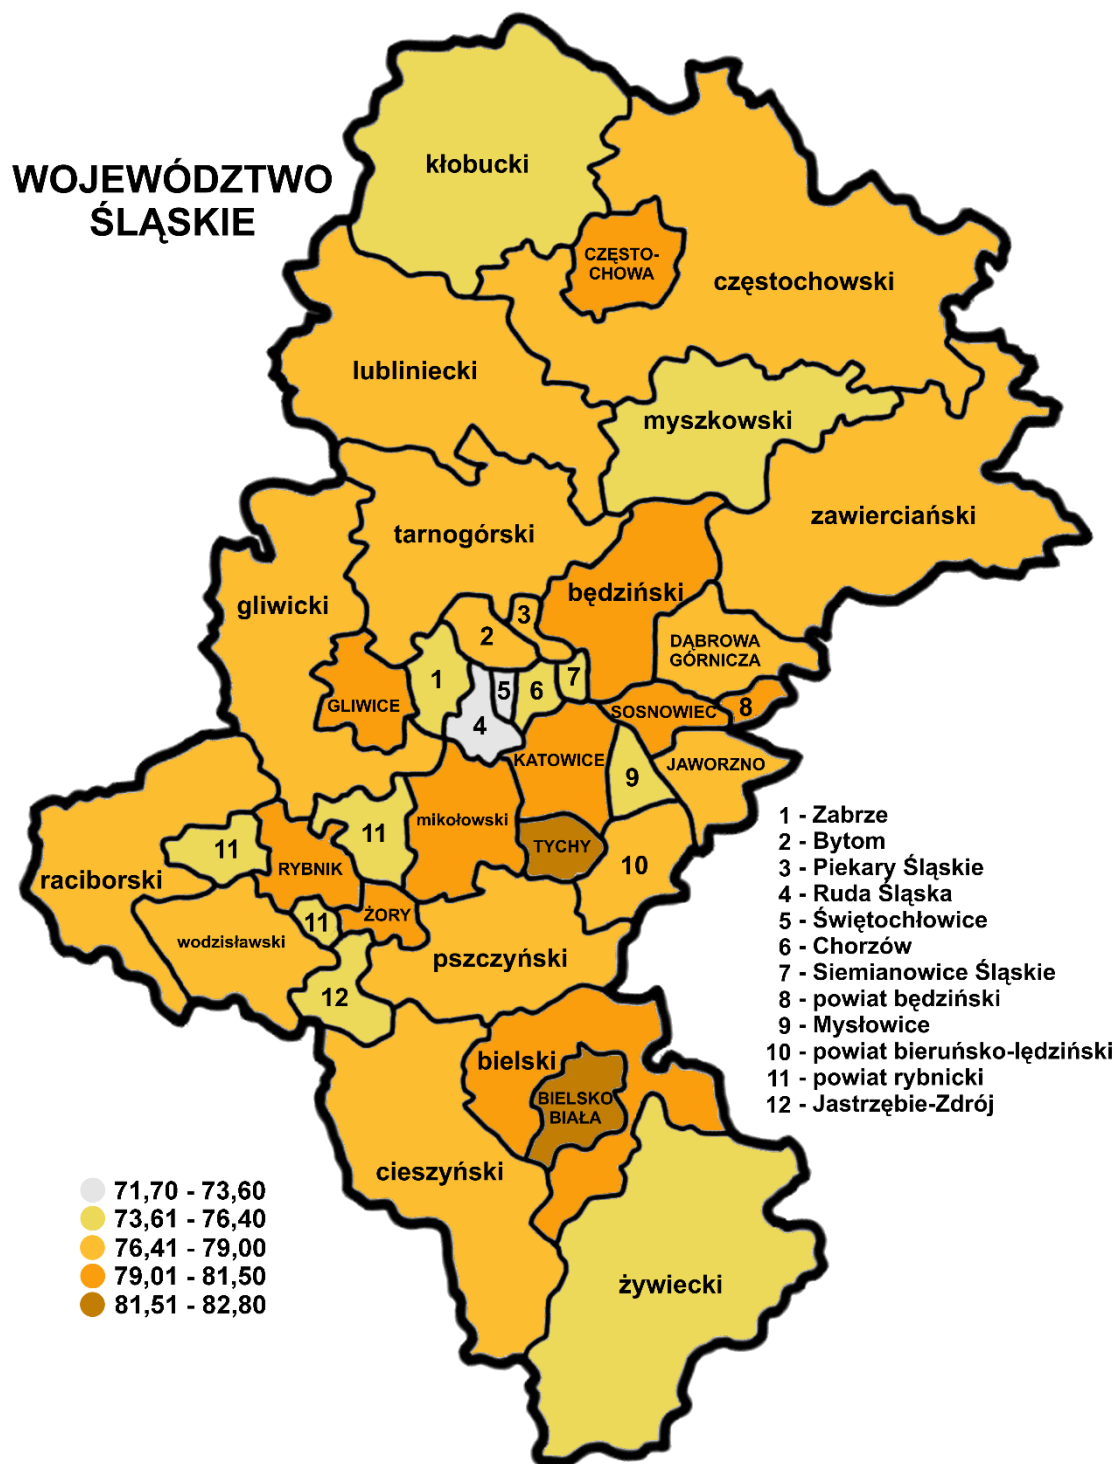 WOJEWÓDZTWO
ŚLĄSKIE
kłobucki
CZĘSTO-
CHOWA
częstochowski
lubliniecki
myszkowski
zawierciański
tarnogórski
będziński
gliwicki
3
2
DĄBROWA
GÓRNICZA
1
7
5
6
GLIWICE
4
SOSNOWIEC
8
KATOWICE
JAWORZNO
9
mikołowski
11
11
TYCHY
10
RYBNIK
raciborski
ŻORY
11
wodzisławski
pszczyński
12
bielski
BIELSKO
BIAŁA
cieszyński
żywiecki
1 - Zabrze
2 - Bytom
3 - Piekary Śląskie
4 - Ruda Śląska
5 - Świętochłowice
6 - Chorzów
7 - Siemianowice Śląskie
8 - powiat będziński
9 - Mysłowice
10 - powiat bieruńsko-lędziński
11 - powiat rybnicki
12 - Jastrzębie-Zdrój
71,70 - 73,60
73,61 - 76,40
76,41 - 79,00
79,01 - 81,50
81,51 - 82,80